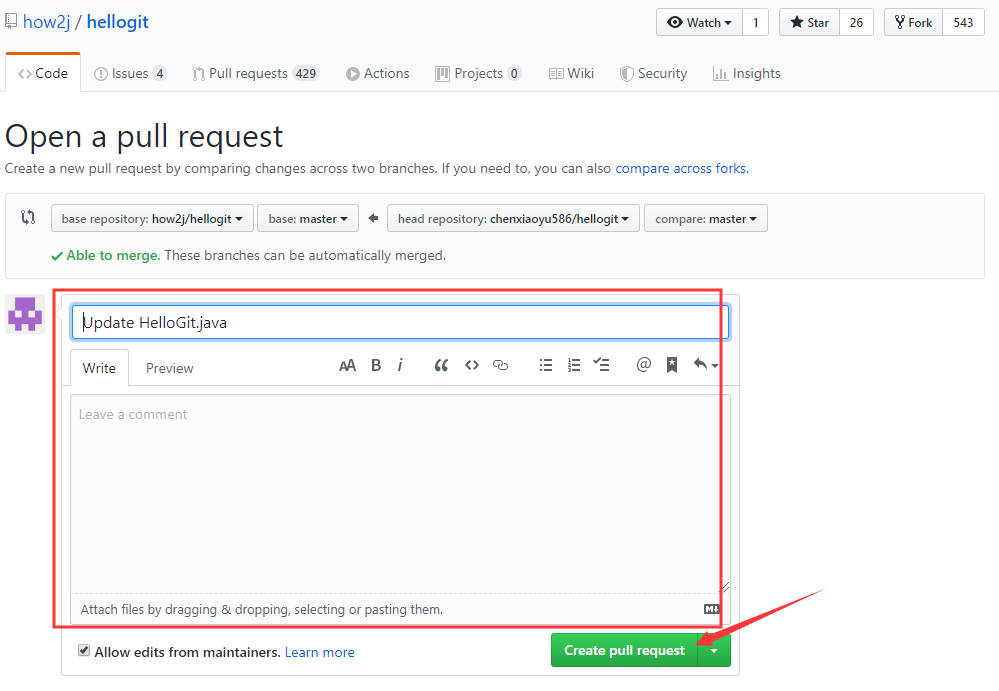 how2j / hellogit Watch 1 Star 26 Fork 543
Code Issues 4 Pull requests 429 Actions Projects 0 Wiki Security Insights
Open a pull request
Create a new pull request by comparing changes across two branches. If you need to, you can also compare across forks.
base repository: how2j/hellogit base: master head repository: chenxiaoyu586/hellogit compare: master
Able to merge. These branches can be automatically merged.
Update HelloGit.java
Write Preview AA B i “ <> @
Leave a comment
Attach files by dragging & dropping, selecting or pasting them. M
Allow edits from maintainers. Learn more Create pull request